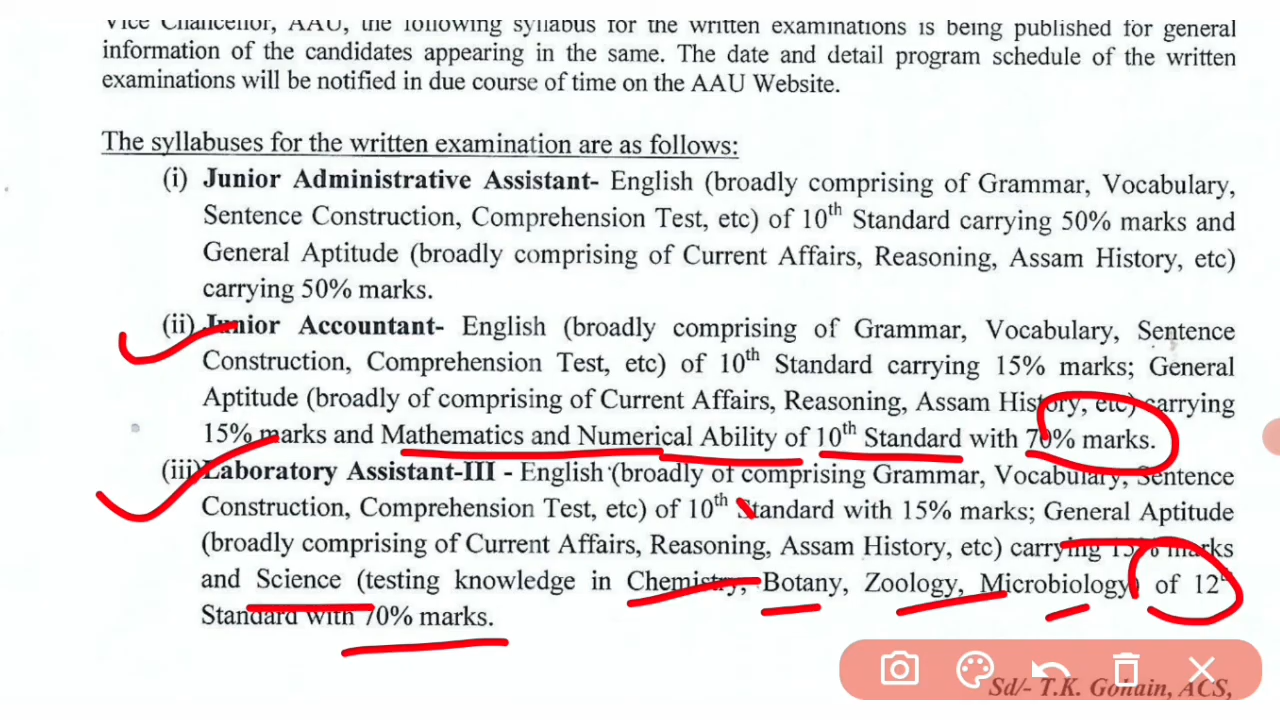 Vice Chancellor, AAU, the following syllabus for the written examinations is being published for general
information of the candidates appearing in the same. The date and detail program schedule of the written
examinations will be notified in due course of time on the AAU Website.
The syllabuses for the written examination are as follows:
(i) Junior Administrative Assistant- English (broadly comprising of Grammar, Vocabulary,
Sentence Construction, Comprehension Test, etc) of 10th Standard carrying 50% marks and
General Aptitude (broadly comprising of Current Affairs, Reasoning, Assam History, etc)
carrying 50% marks.
(ii) Junior Accountant- English (broadly comprising of Grammar, Vocabulary, Sentence
Construction, Comprehension Test, etc) of 10th Standard carrying 15% marks; General
Aptitude (broadly of comprising of Current Affairs, Reasoning, Assam History, etc) carrying
15% marks and Mathematics and Numerical Ability of 10th Standard with 70% marks.
(iii) Laboratory Assistant-III - English (broadly of comprising Grammar, Vocabulary, Sentence
Construction, Comprehension Test, etc) of 10th Standard with 15% marks; General Aptitude
(broadly comprising of Current Affairs, Reasoning, Assam History, etc) carrying 15% marks
and Science (testing knowledge in Chemistry, Botany, Zoology, Microbiology) of 12th
Standard with 70% marks.
Sd/- T.K. Gohain, ACS,